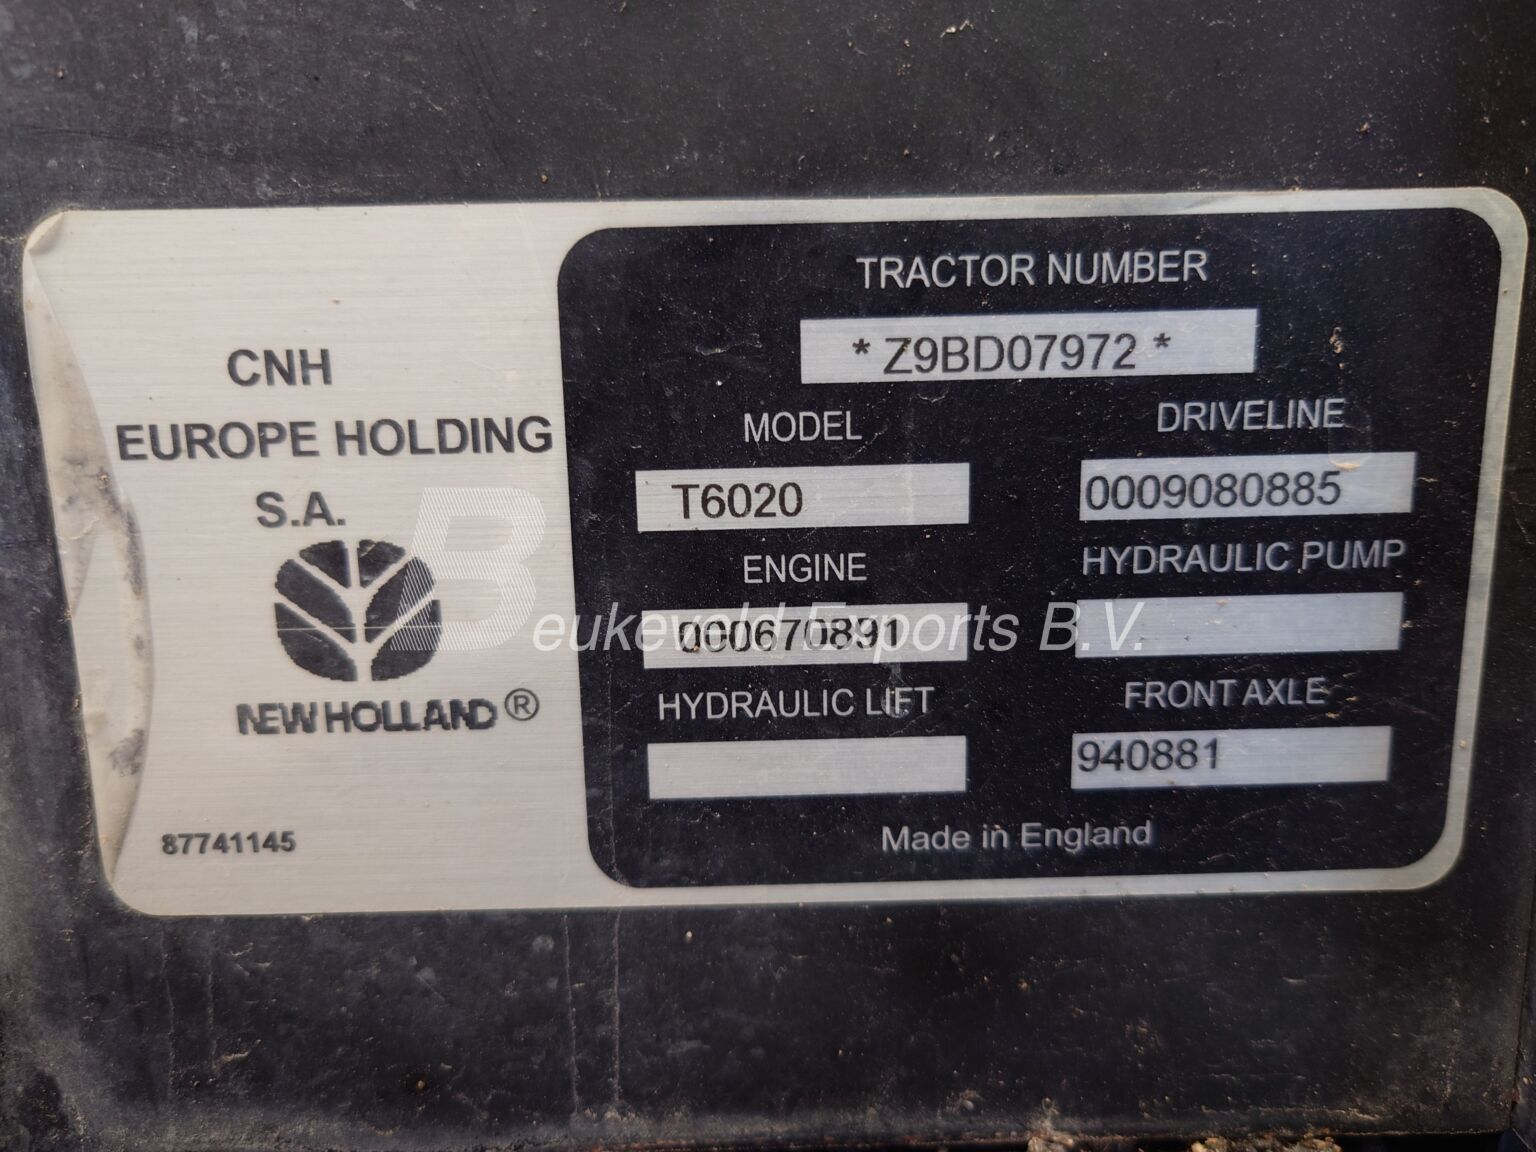 CNH
EUROPE HOLDING
S.A.
NEW HOLLAND ®
87741145
TRACTOR NUMBER
* Z9BD07972 *
MODEL
T6020
DRIVELINE
0009080885
ENGINE
000670891
HYDRAULIC PUMP
HYDRAULIC LIFT
FRONT AXLE
940881
Made in England
Beukeveld Exports B.V.